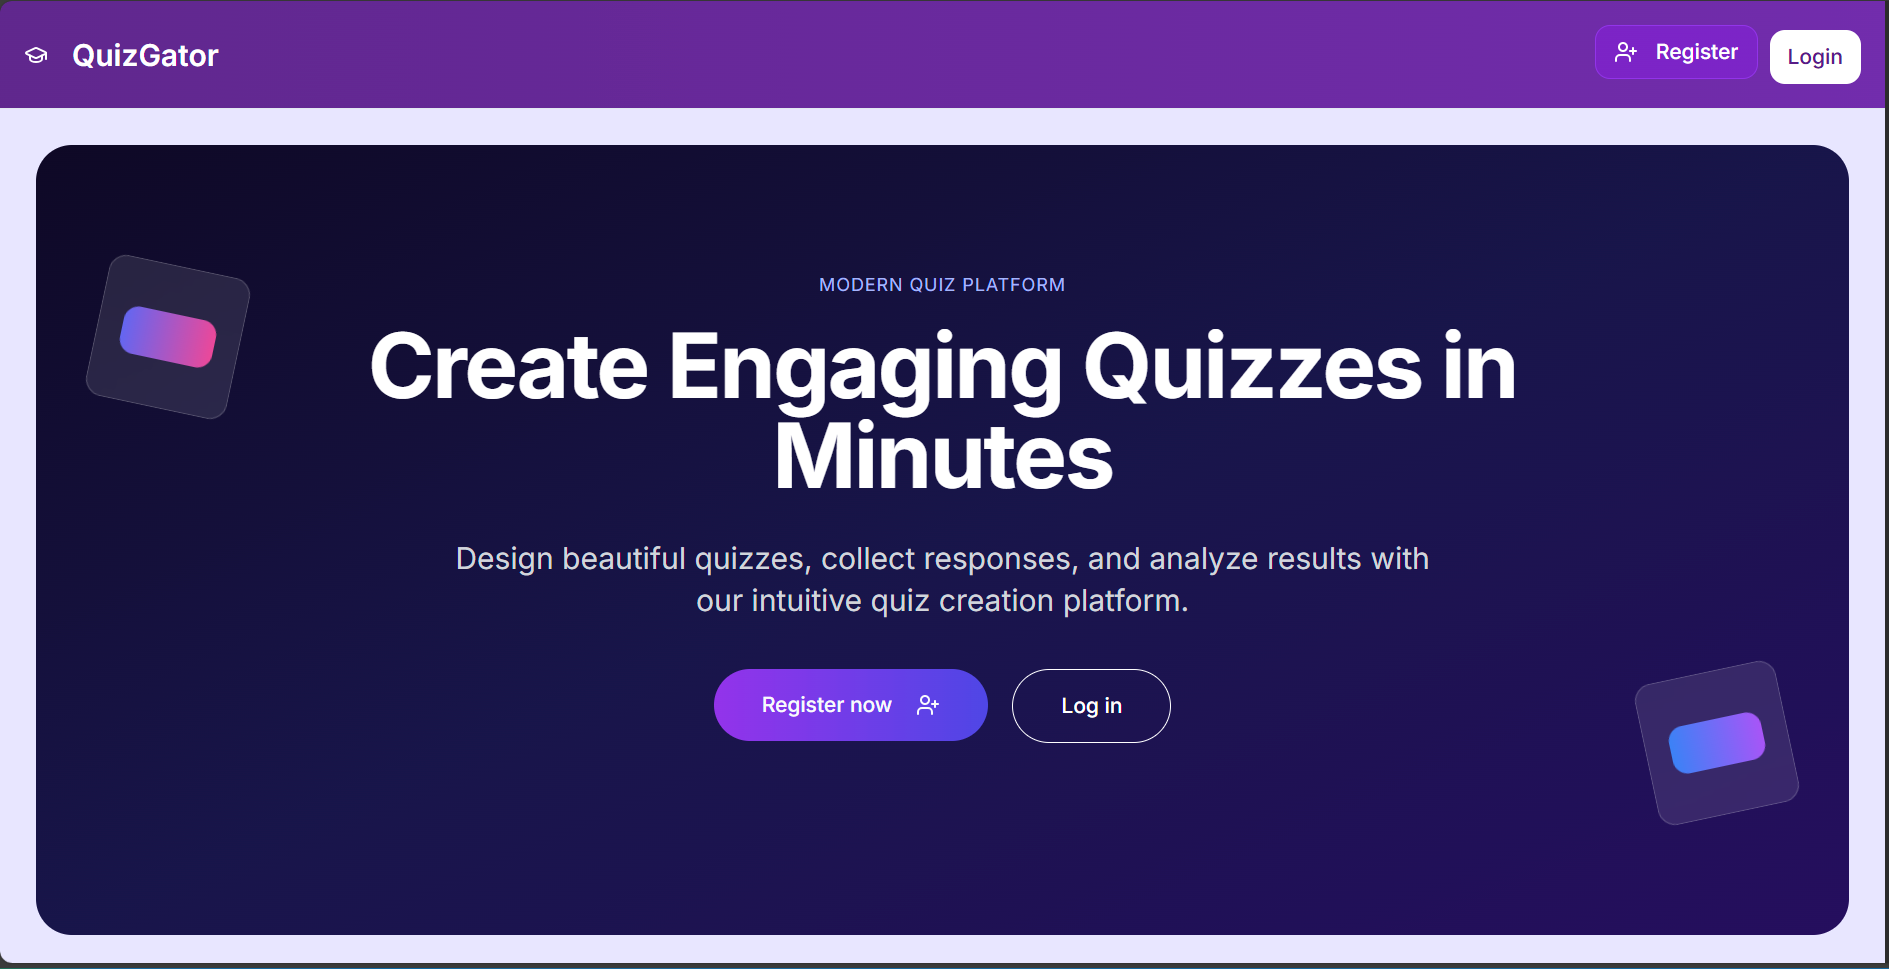 QuizGator
Register
Login
MODERN QUIZ PLATFORM
Create Engaging Quizzes in
Minutes
Design beautiful quizzes, collect responses, and analyze results with
our intuitive quiz creation platform.
Register now
Log in